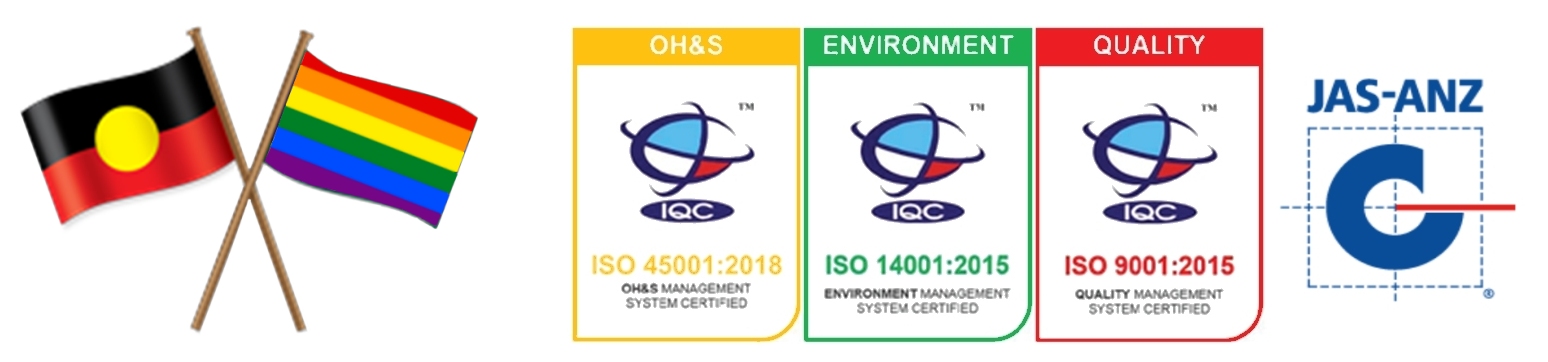 OH&S
™
IQC
ISO 45001:2018
OH&S MANAGEMENT
SYSTEM CERTIFIED
ENVIRONMENT
™
IQC
ISO 14001:2015
ENVIRONMENT MANAGEMENT
SYSTEM CERTIFIED
QUALITY
™
IQC
ISO 9001:2015
QUALITY MANAGEMENT
SYSTEM CERTIFIED
JAS-ANZ
®